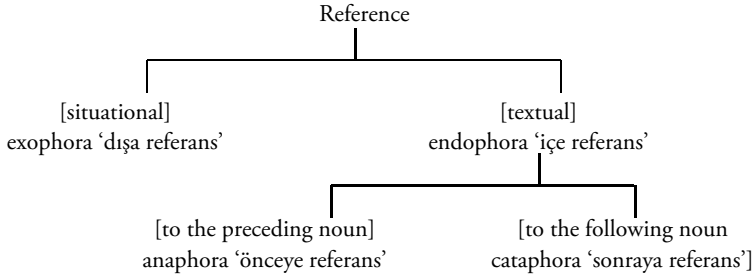 Reference
[situational]
exophora ‘dışa referans’
[textual]
endophora ‘içe referans’
[to the preceding noun]
anaphora ‘önceye referans’
[to the following noun
cataphora ‘sonraya referans’]